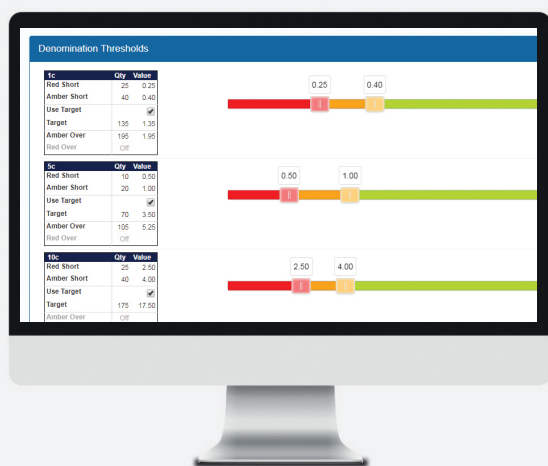 Denomination Thresholds
1c Qty Value
Red Short 25 0.25
Amber Short 40 0.40
Use Target
Target 135 1.35
Amber Over 195 1.95
Red Over Off
0.25 0.40
5c Qty Value
Red Short 10 0.50
Amber Short 20 1.00
Use Target
Target 70 3.50
Amber Over 105 5.25
Red Over Off
0.50 1.00
10c Qty Value
Red Short 25 2.50
Amber Short 40 4.00
Use Target
Target 175 17.50
Amber Over Off
2.50 4.00